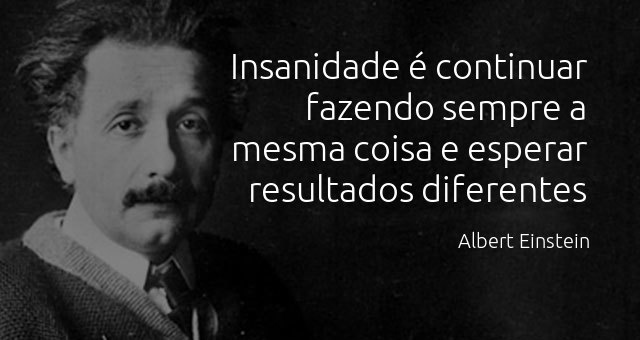 Insanidade é continuar
fazendo sempre a
mesma coisa e esperar
resultados diferentes
Albert Einstein